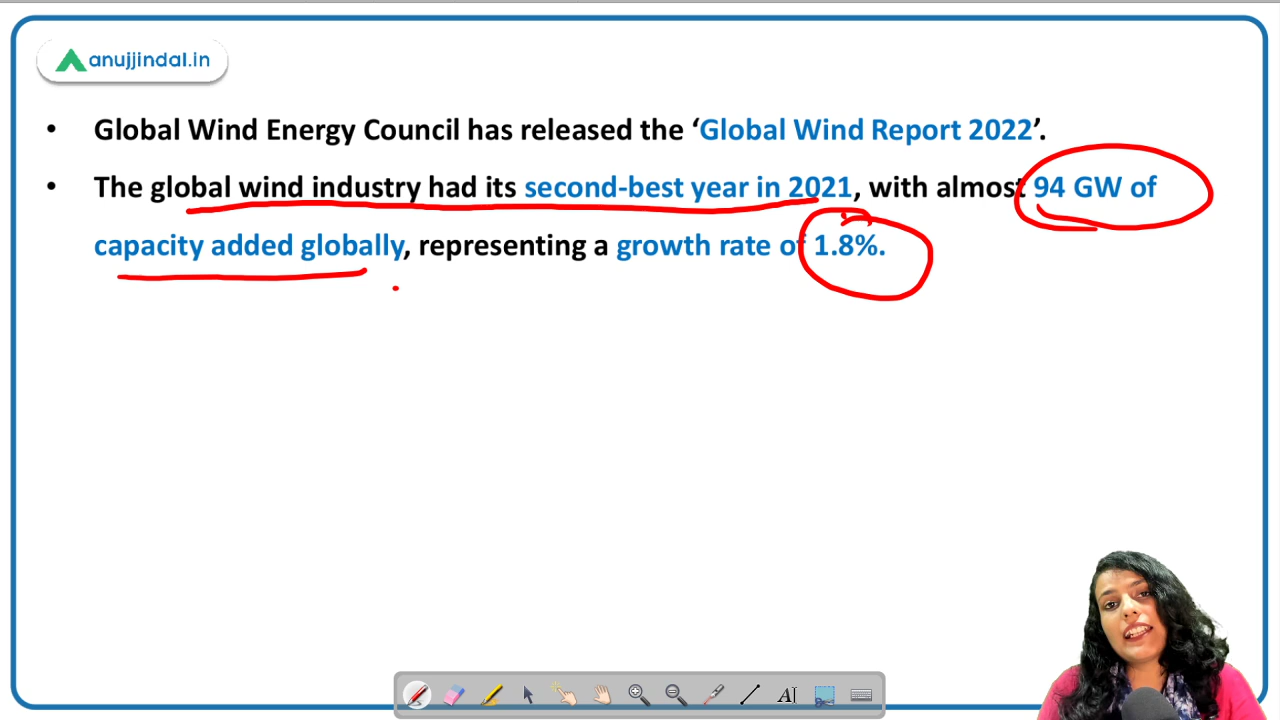 anujjindal.in
• Global Wind Energy Council has released the ‘Global Wind Report 2022’.
• The global wind industry had its second-best year in 2021, with almost 94 GW of
capacity added globally, representing a growth rate of 1.8%.
A